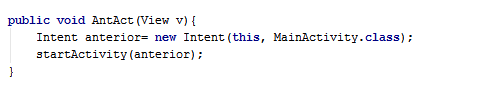 public void AntAct(View v){
Intent anterior= new Intent(this, MainActivity.class);
startActivity(anterior);
}